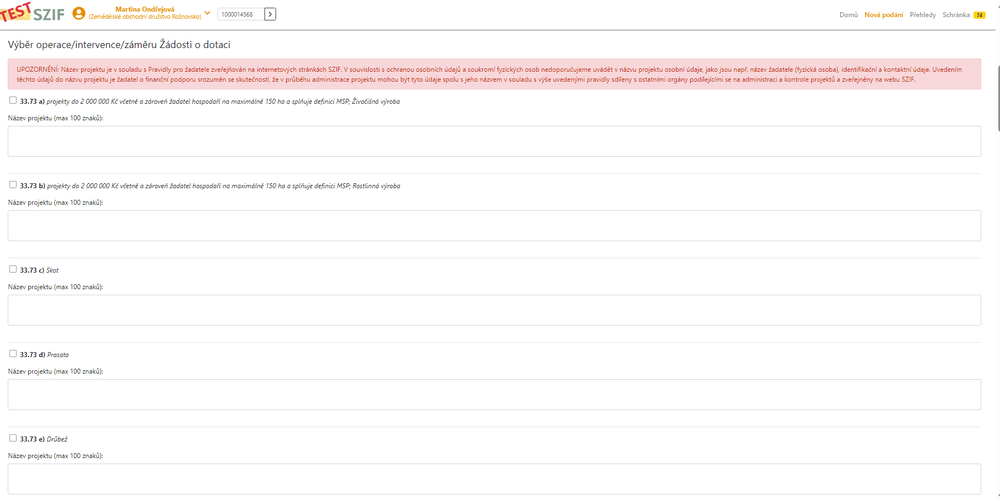 TEST SZIF
Martina Ondřejová
(Zemědělské obchodní družstvo Rožnovsko)
1000014568
Domů Nová podání Přehledy Schránka 74
Výběr operace/intervence/záměru Žádosti o dotaci
UPOZORNĚNÍ: Název projektu je v souladu s Pravidly pro žadatele zveřejňován na internetových stránkách SZIF. V souvislosti s ochranou osobních údajů a soukromí fyzických osob nedoporučujeme uvádět v názvu projektu osobní údaje, jako jsou např. název žadatele (fyzická osoba), identifikační a kontaktní údaje. Uvedením
těchto údajů do názvu projektu je žadatel o finanční podporu srozuměn se skutečností, že v průběhu administrace projektu mohou být tyto údaje spolu s jeho názvem v souladu s výše uvedenými pravidly sdíleny s ostatními orgány podílejícími se na administraci a kontrole projektů a zveřejněny na webu SZIF.
33.73 a) projekty do 2 000 000 Kč včetně a zároveň žadatel hospodaří na maximálně 150 ha a splňuje definici MSP; Živočišná výroba
Název projektu (max 100 znaků):
33.73 b) projekty do 2 000 000 Kč včetně a zároveň žadatel hospodaří na maximálně 150 ha a splňuje definici MSP; Rostlinná výroba
Název projektu (max 100 znaků):
33.73 c) Skot
Název projektu (max 100 znaků):
33.73 d) Prasata
Název projektu (max 100 znaků):
33.73 e) Drůbež
Název projektu (max 100 znaků):